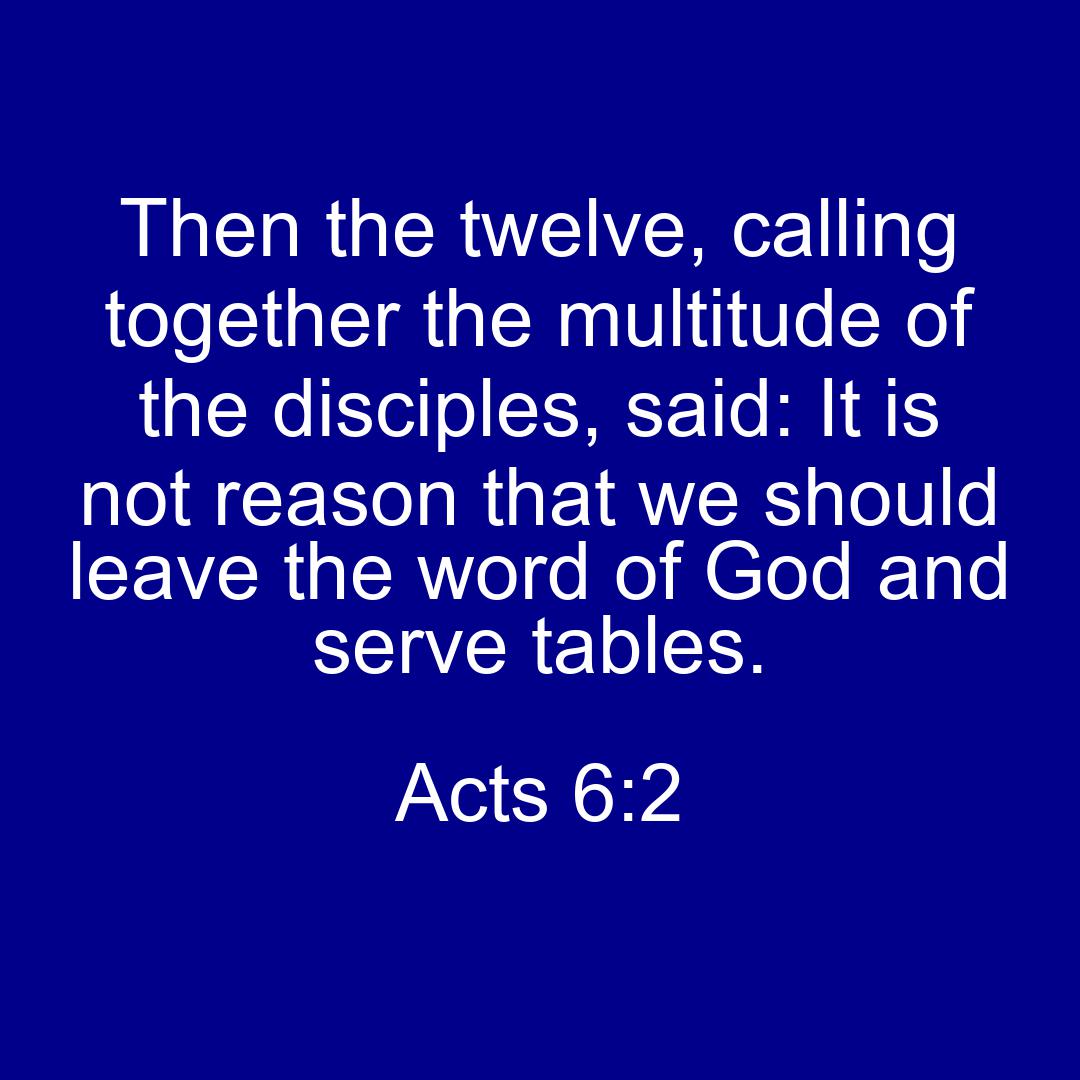 Then the twelve, calling
together the multitude of
the disciples, said: It is
not reason that we should
leave the word of God and
serve tables.
Acts 6:2